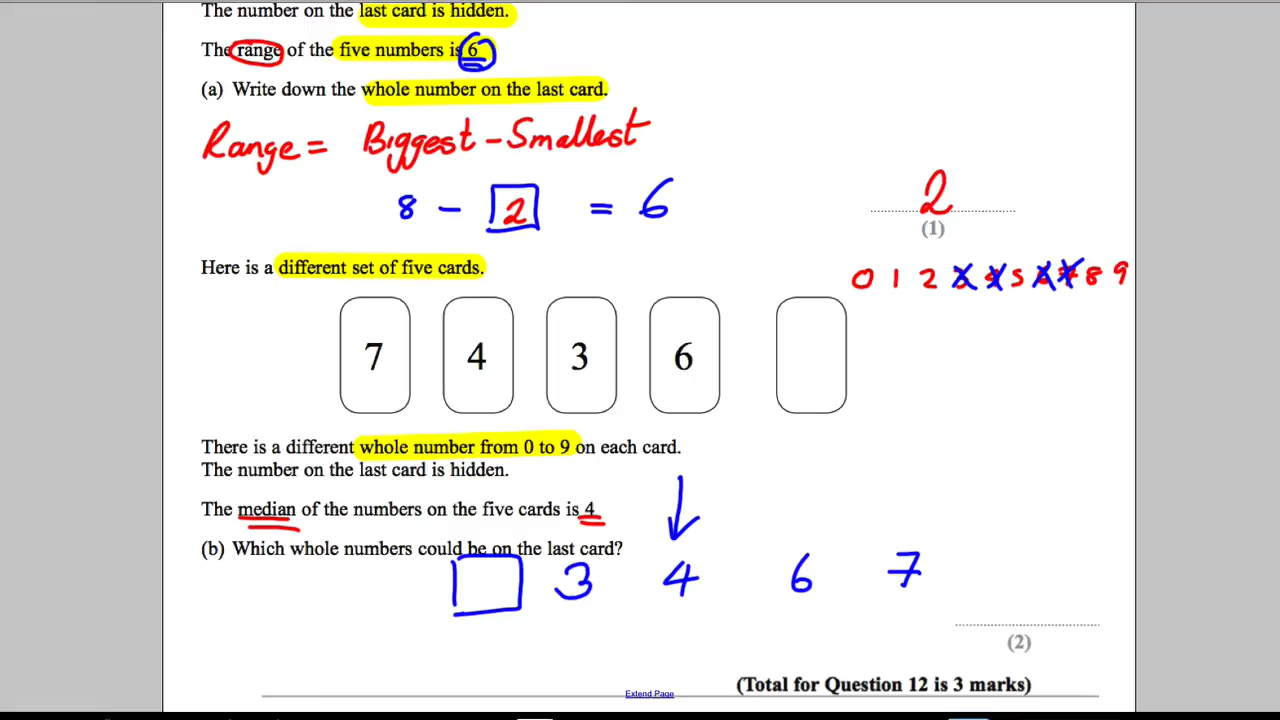 The number on the last card is hidden.
The range of the five numbers is 6
(a) Write down the whole number on the last card.
Range = Biggest - Smallest
8 - 2 = 6
2
(1)
Here is a different set of five cards.
0 1 2 3 4 5 6 7 8 9
7 4 3 6
There is a different whole number from 0 to 9 on each card.
The number on the last card is hidden.
The median of the numbers on the five cards is 4
(b) Which whole numbers could be on the last card?
3 4 6 7
(2)
(Total for Question 12 is 3 marks)
Extend Page